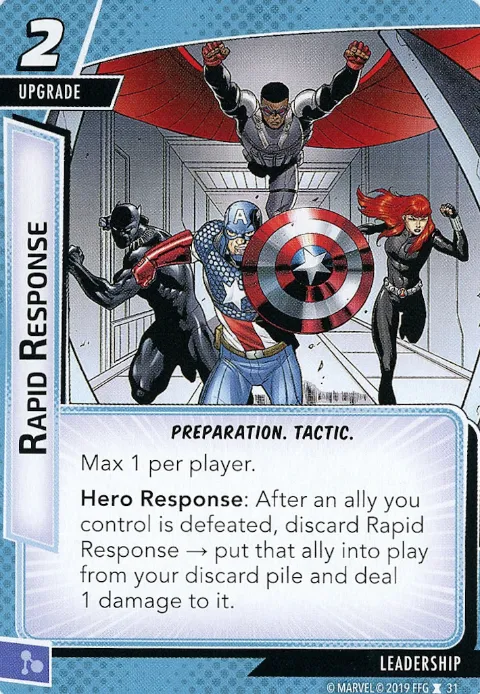 2
UPGRADE
RAPID RESPONSE
A
PREPARATION. TACTIC.
Max 1 per player.
Hero Response: After an ally you
control is defeated, discard Rapid
Response → put that ally into play
from your discard pile and deal
1 damage to it.
LEADERSHIP
© MARVEL © 2019 FFG 31